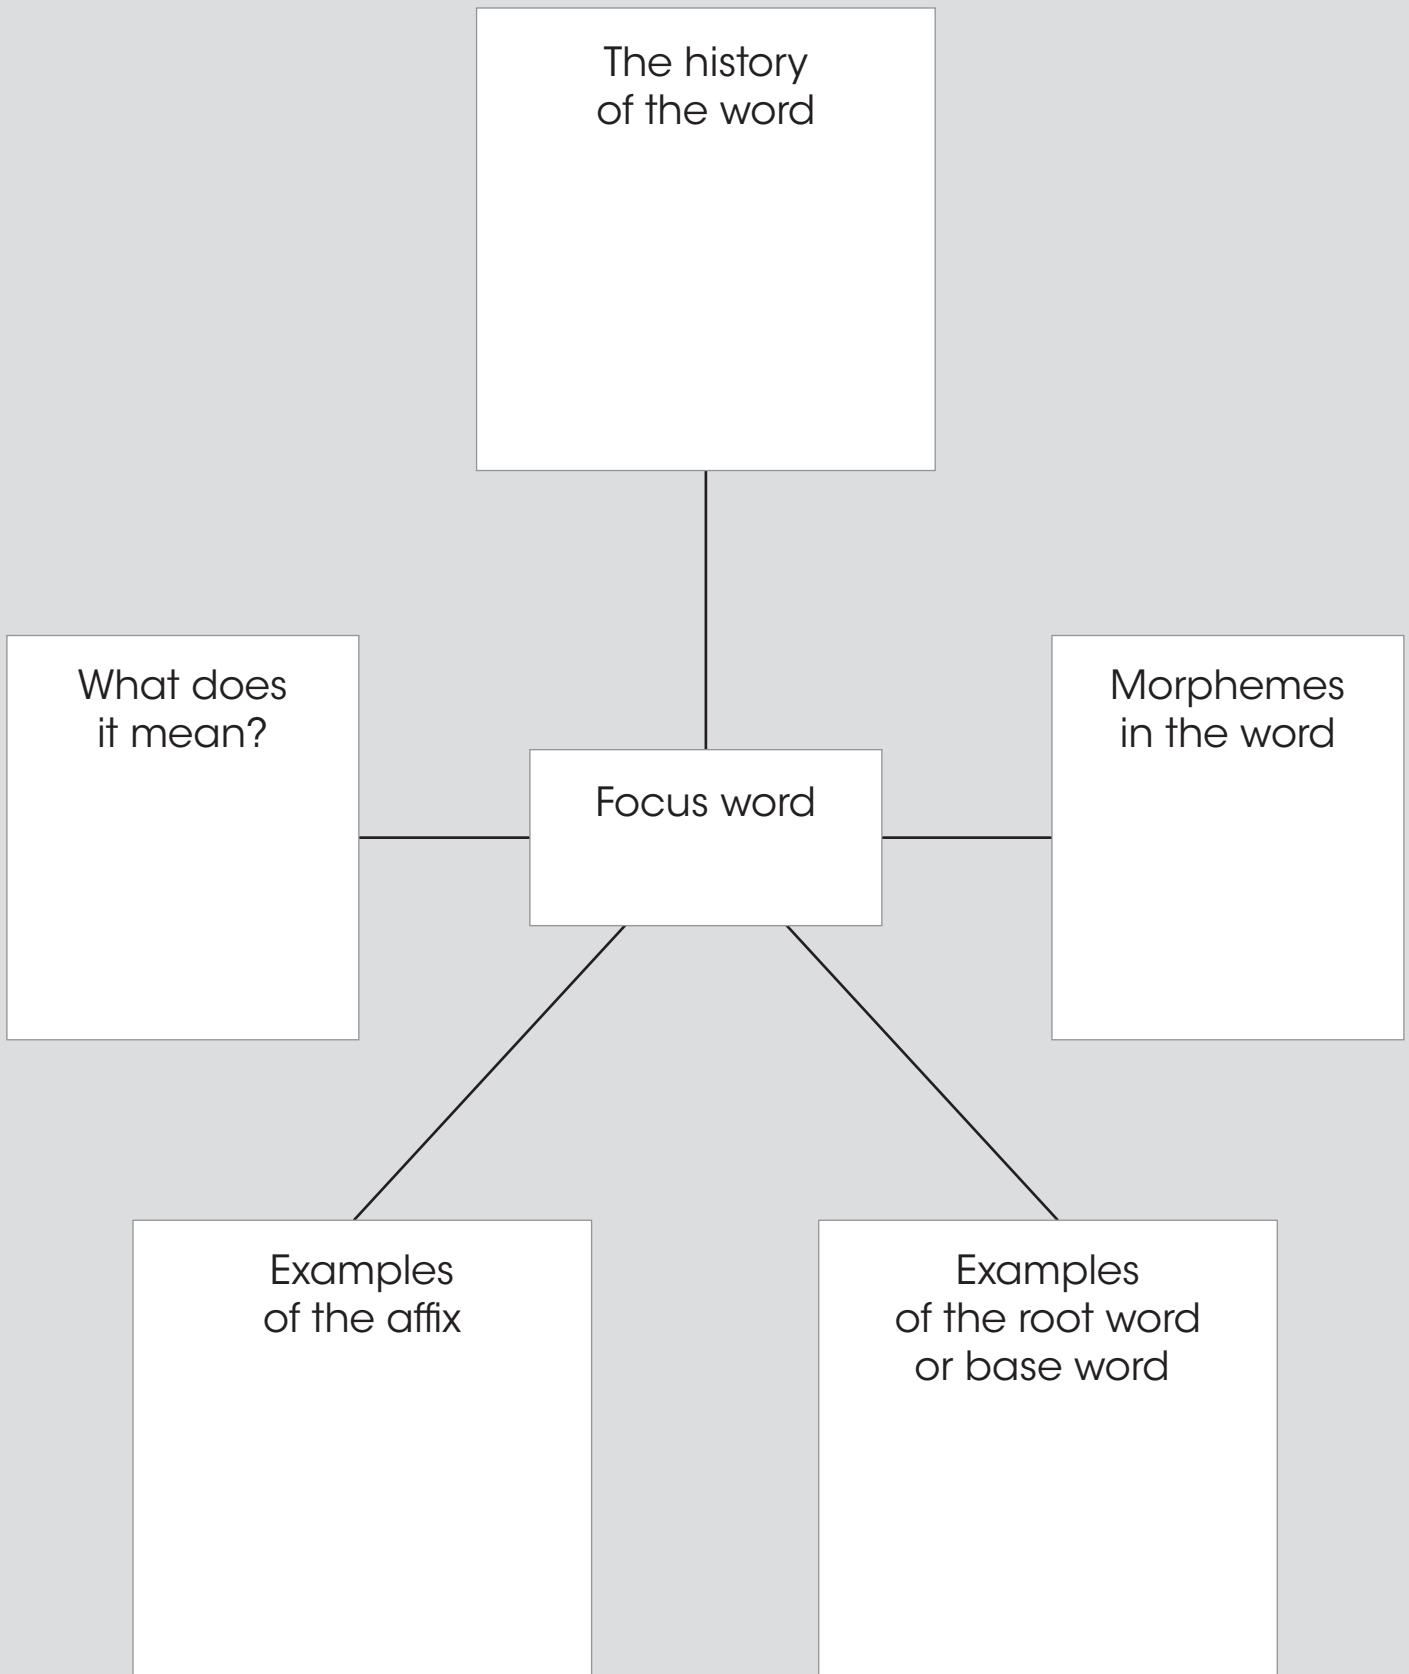 The history
of the word
What does
it mean?
Morphemes
in the word
Focus word
Examples
of the affix
Examples
of the root word
or base word